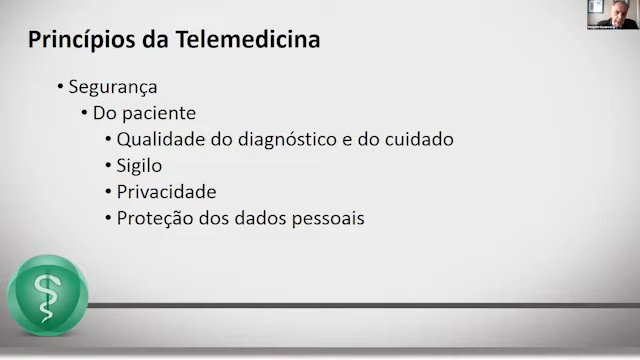 Princípios da Telemedicina
• Segurança
• Do paciente
• Qualidade do diagnóstico e do cuidado
• Sigilo
• Privacidade
• Proteção dos dados pessoais